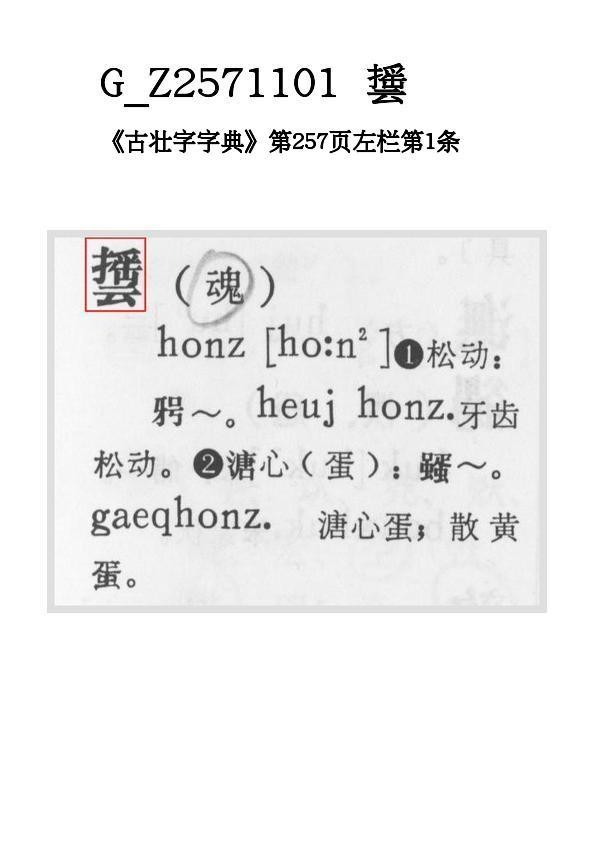 G_Z2571101
《古壮字字典》第257页左栏第1条
（魂）
honz [ho:n²]❶松动：
～。heuj honz.牙齿
松动。❷溏心（蛋）：～。
gaeqhonz. 溏心蛋；散黄
蛋。